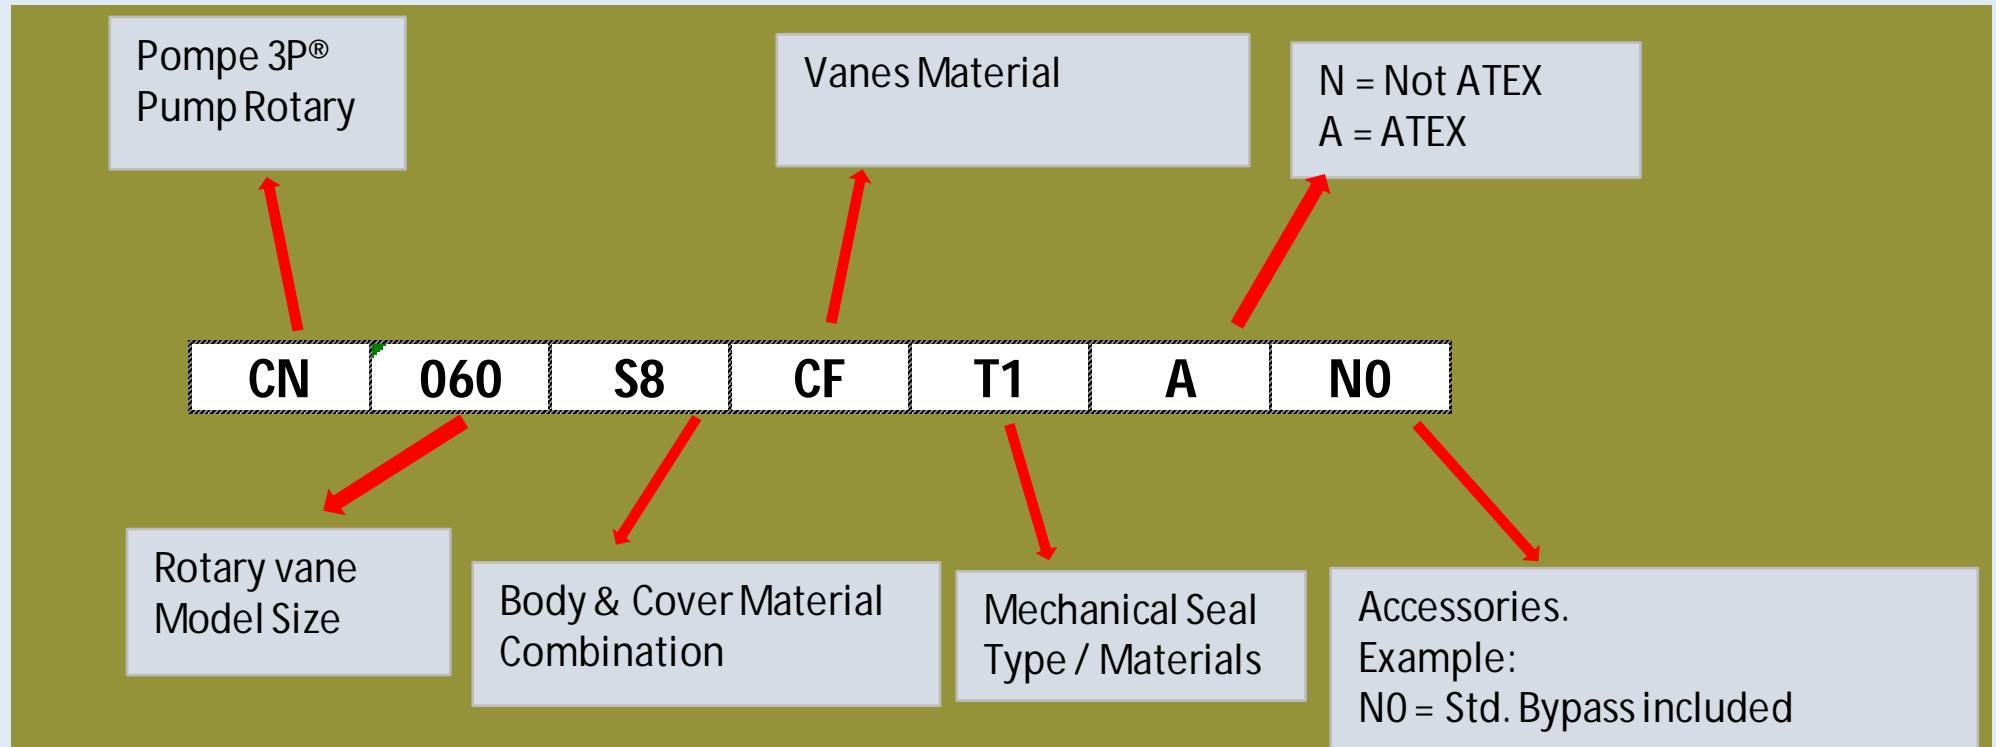 Pompe 3P®
Pump Rotary
Vanes Material
N = Not ATEX
A = ATEX
CN 060 S8 CF T1 A N0
Rotary vane
Model Size
Body & Cover Material
Combination
Mechanical Seal
Type / Materials
Accessories.
Example:
N0 = Std. Bypass included